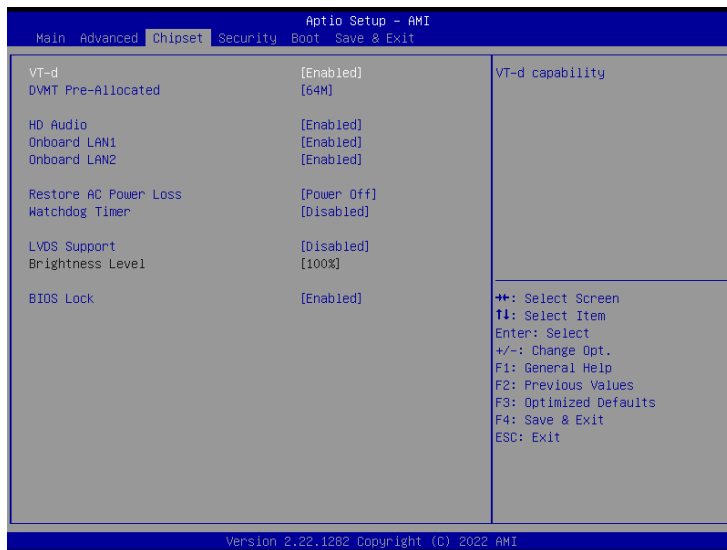 Aptio Setup – AMI
Main Advanced Chipset Security Boot Save & Exit
VT-d [Enabled]
DVMT Pre-Allocated [64M]
HD Audio [Enabled]
Onboard LAN1 [Enabled]
Onboard LAN2 [Enabled]
Restore AC Power Loss [Power Off]
Watchdog Timer [Disabled]
LVDS Support [Disabled]
Brightness Level [100%]
BIOS Lock [Enabled]
VT-d capability
→←: Select Screen
↑↓: Select Item
Enter: Select
+/-: Change Opt.
F1: General Help
F2: Previous Values
F3: Optimized Defaults
F4: Save & Exit
ESC: Exit
Version 2.22.1282 Copyright (C) 2022 AMI